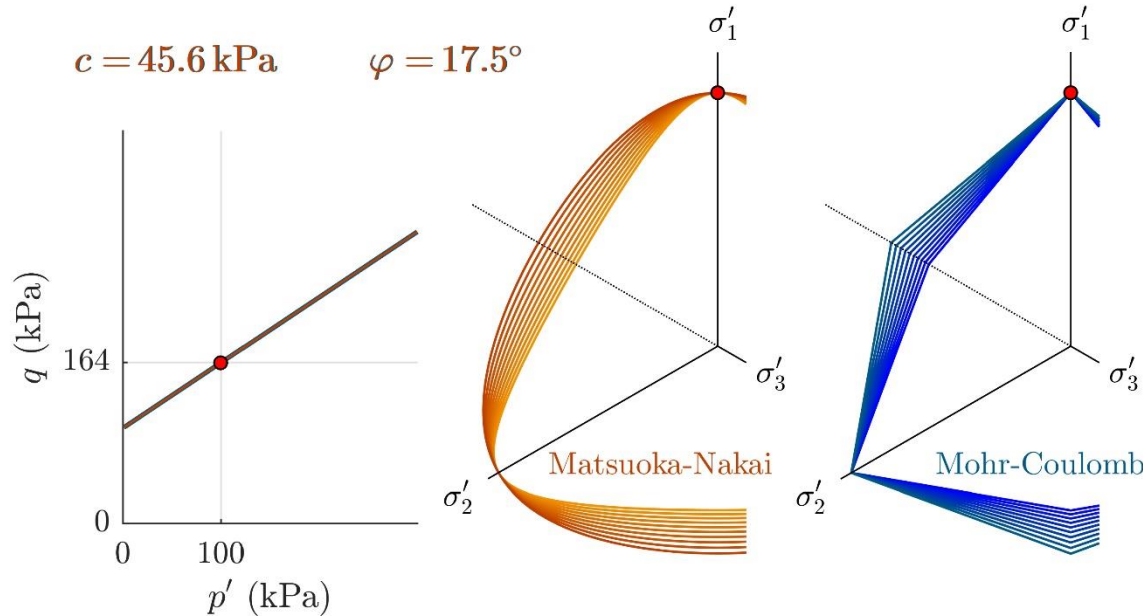 c = 45.6 kPa
φ = 17.5°
q (kPa)
164
0
0
100
p′ (kPa)
σ′1
σ′2
σ′3
Matsuoka-Nakai
σ′1
σ′2
σ′3
Mohr-Coulomb